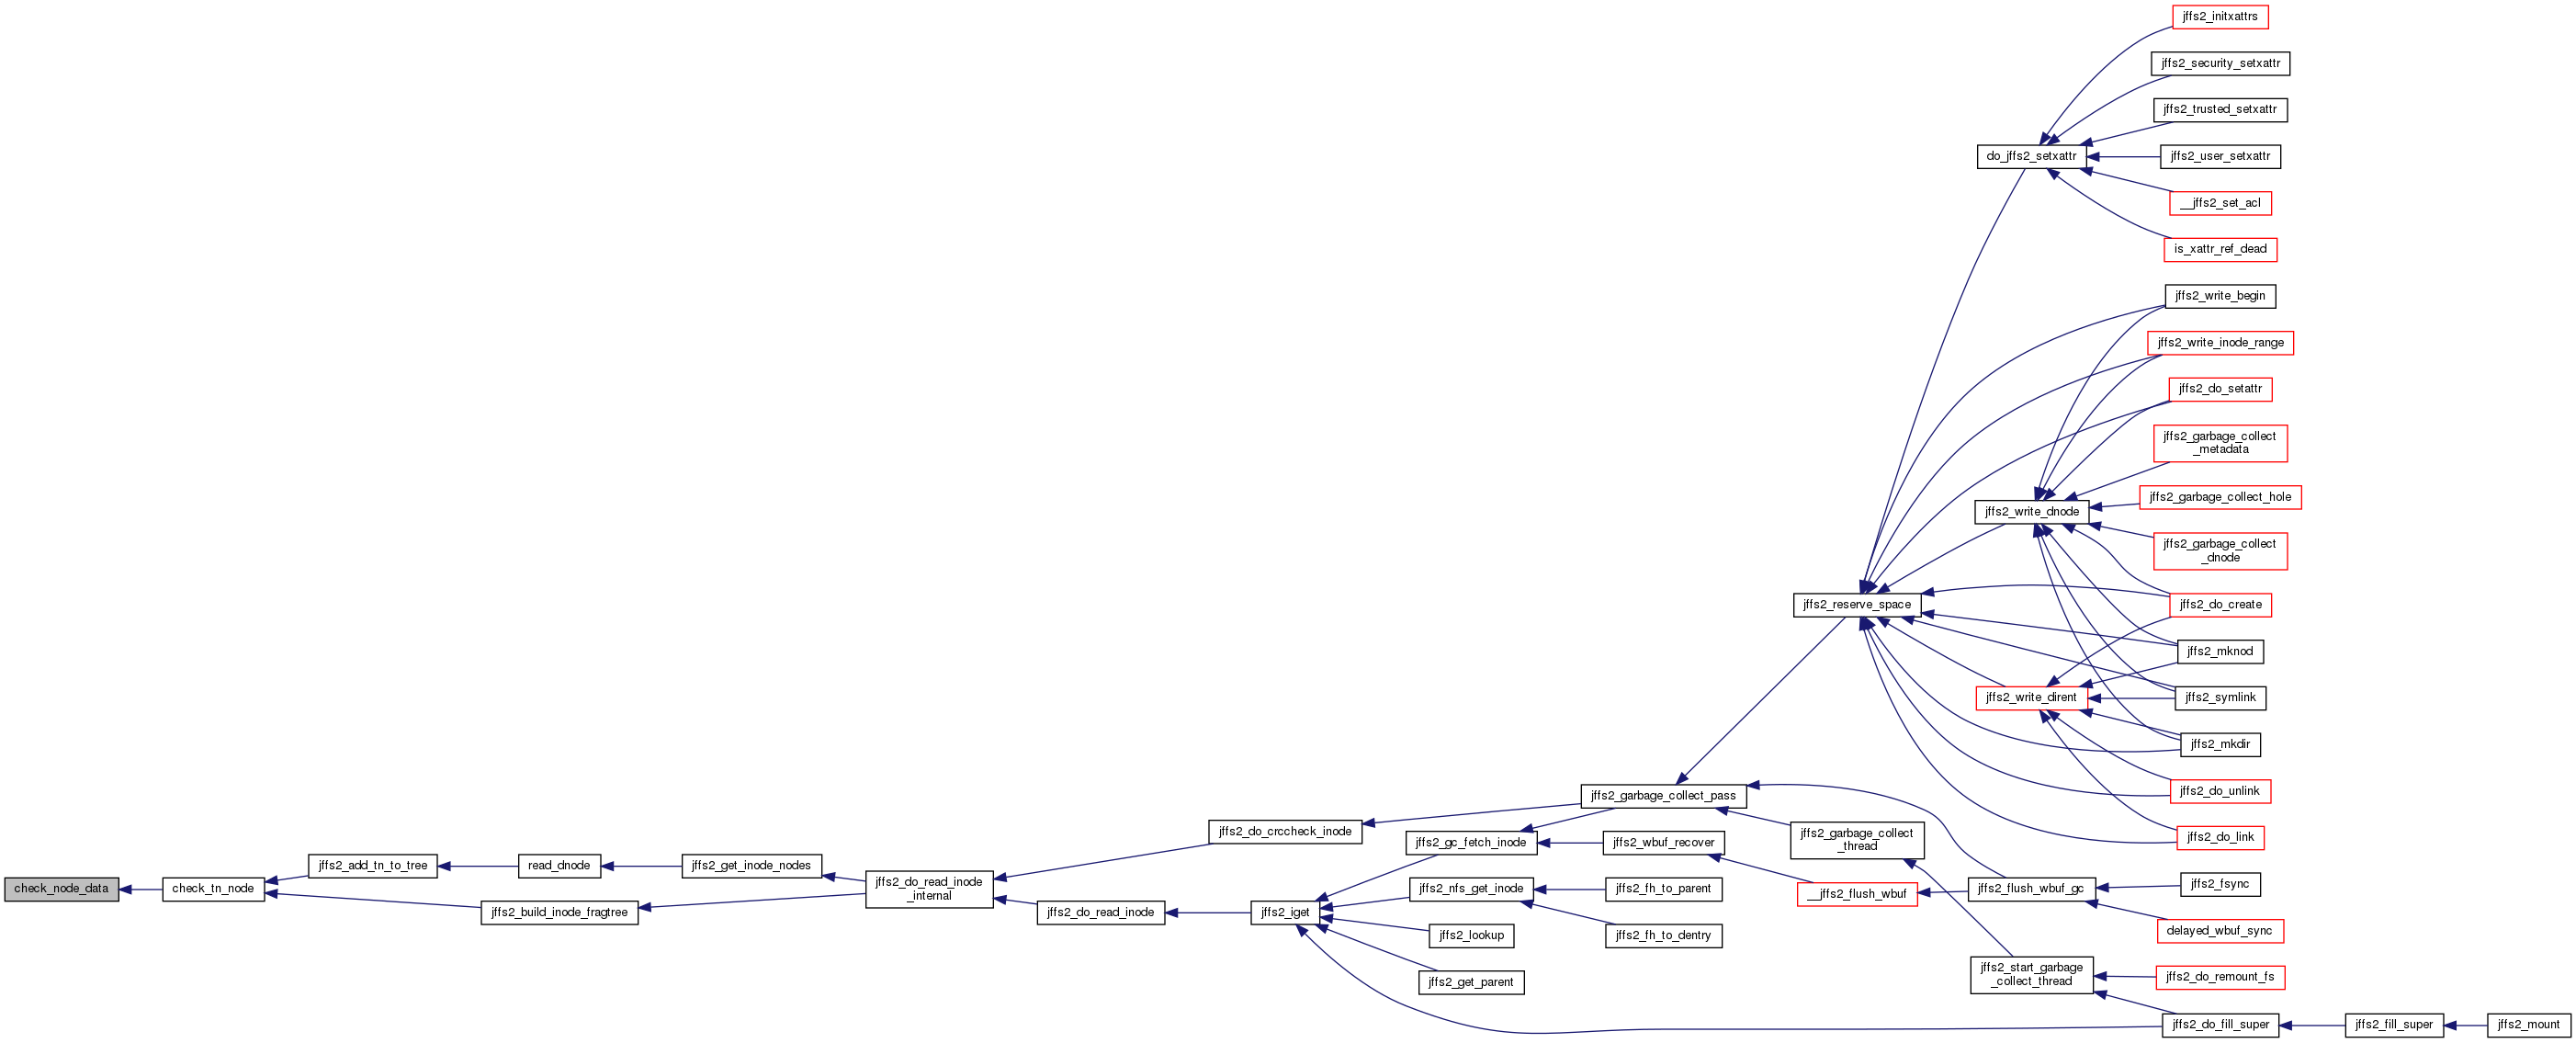 jffs2_initxattrs
jffs2_security_setxattr
jffs2_trusted_setxattr
do_jffs2_setxattr
jffs2_user_setxattr
__jffs2_set_acl
is_xattr_ref_dead
jffs2_write_begin
jffs2_write_inode_range
jffs2_do_setattr
jffs2_garbage_collect
_metadata
jffs2_garbage_collect_hole
jffs2_write_dnode
jffs2_garbage_collect
_dnode
jffs2_reserve_space
jffs2_do_create
jffs2_mknod
jffs2_write_dirent
jffs2_symlink
jffs2_mkdir
jffs2_do_unlink
jffs2_garbage_collect_pass
jffs2_do_link
jffs2_do_crccheck_inode
jffs2_gc_fetch_inode
jffs2_wbuf_recover
jffs2_garbage_collect
_thread
check_node_data
check_tn_node
jffs2_add_tn_to_tree
read_dnode
jffs2_get_inode_nodes
jffs2_build_inode_fragtree
jffs2_do_read_inode
_internal
jffs2_do_read_inode
jffs2_iget
jffs2_nfs_get_inode
jffs2_fh_to_parent
__jffs2_flush_wbuf
jffs2_flush_wbuf_gc
jffs2_fsync
jffs2_lookup
jffs2_fh_to_dentry
delayed_wbuf_sync
jffs2_get_parent
jffs2_start_garbage
_collect_thread
jffs2_do_remount_fs
jffs2_do_fill_super
jffs2_fill_super
jffs2_mount